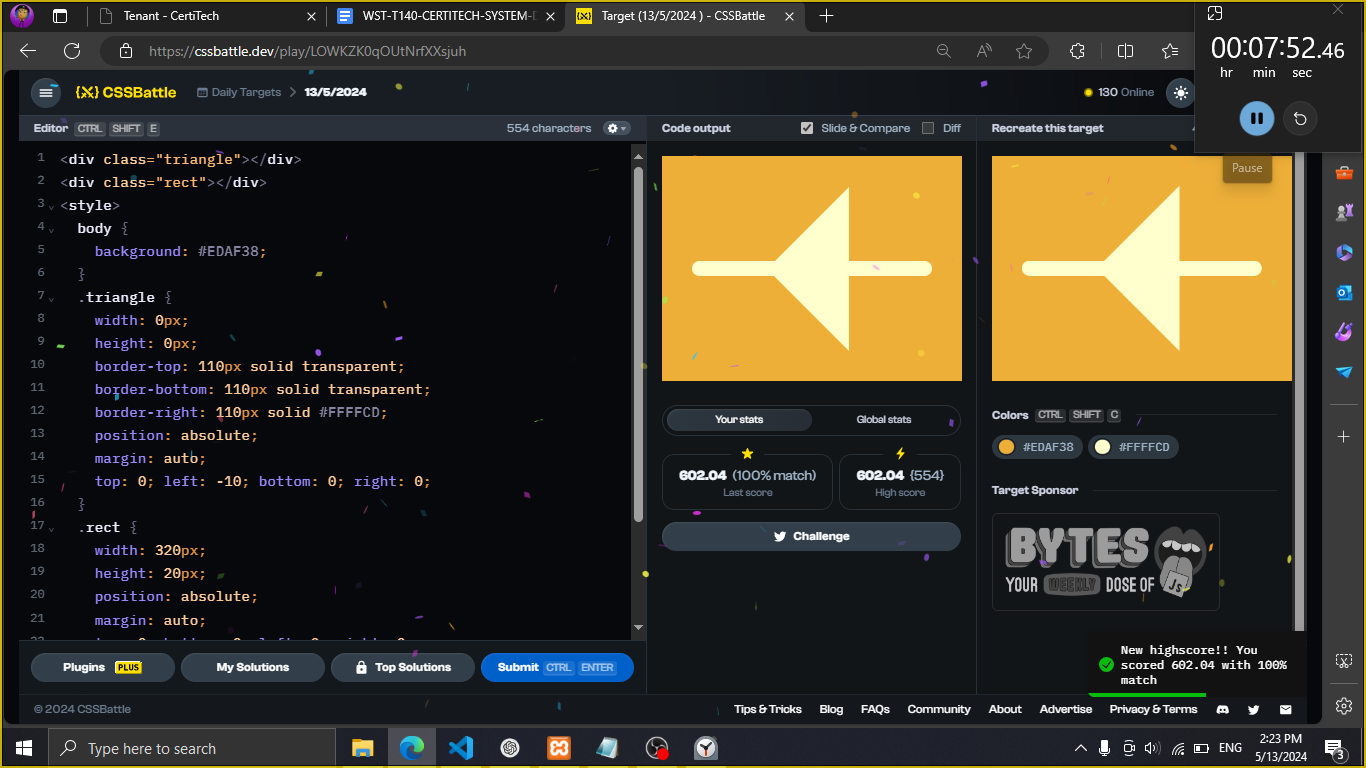 Tenant - CertiTech
WST-T140-CERTITECH-SYSTEM-D
Target (13/5/2024 ) - CSSBattle
https://cssbattle.dev/play/LOWKZK0qOUtNrfXXsjuh
00:07:52.46
hr min sec
Pause
CSSBattle
Daily Targets > 13/5/2024
130 Online
Editor CTRL SHIFT E
554 characters
Code output
Slide & Compare
Diff
Recreate this target
1 <div class="triangle"></div>
2 <div class="rect"></div>
3 <style>
4 body {
5 background: #EDAF38;
6 }
7 .triangle {
8 width: 0px;
9 height: 0px;
10 border-top: 110px solid transparent;
11 border-bottom: 110px solid transparent;
12 border-right: 110px solid #FFFFCD;
13 position: absolute;
14 margin: auto;
15 top: 0; left: -10; bottom: 0; right: 0;
16 }
17 .rect {
18 width: 320px;
19 height: 20px;
20 position: absolute;
21 margin: auto;
Your stats
Global stats
602.04 (100% match)
Last score
602.04 {554}
High score
Challenge
Colors CTRL SHIFT C
#EDAF38
#FFFFCD
Target Sponsor
BYTES
YOUR WEEKLY DOSE OF JS
New highscore!! You
scored 602.04 with 100%
match
Plugins PLUS
My Solutions
Top Solutions
Submit CTRL ENTER
© 2024 CSSBattle
Tips & Tricks Blog FAQs Community About Advertise Privacy & Terms
Type here to search
ENG
2:23 PM
5/13/2024
3